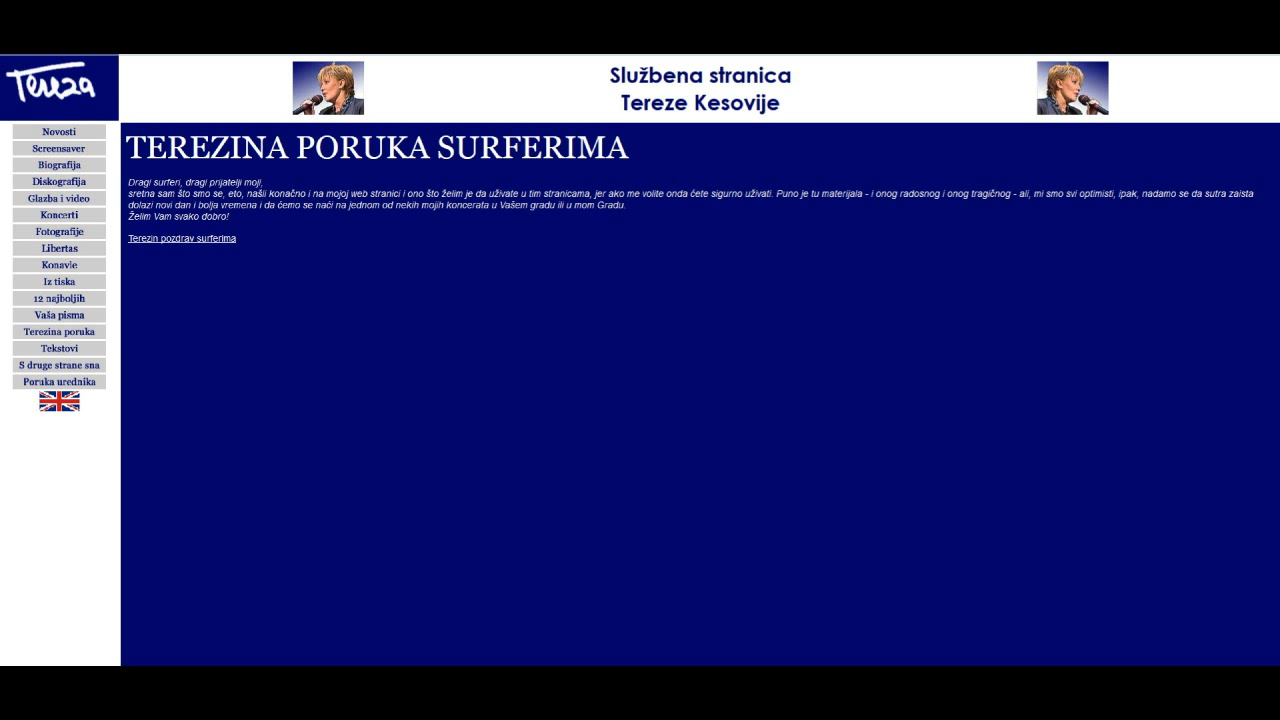 Tereza
Službena stranica
Tereze Kesovije
Novosti
Screensaver
Biografija
Diskografija
Glazba i video
Koncerti
Fotografije
Libertas
Konavle
Iz tiska
12 najboljih
Vaša pisma
Terezina poruka
Tekstovi
S druge strane sna
Poruka urednika
TEREZINA PORUKA SURFERIMA
Dragi surferi, dragi prijatelji moji,
sretna sam što smo se, eto, našli konačno i na mojoj web stranici i ono što želim je da uživate u tim stranicama, jer ako me volite onda ćete sigurno uživati. Puno je tu materijala - i onog radosnog i onog tragičnog - ali, mi smo svi optimisti, ipak, nadamo se da sutra zaista
dolazi novi dan i bolja vremena i da ćemo se naći na jednom od nekih mojih koncerata u Vašem gradu ili u mom Gradu.
Želim Vam svako dobro!
Terezin pozdrav surferima